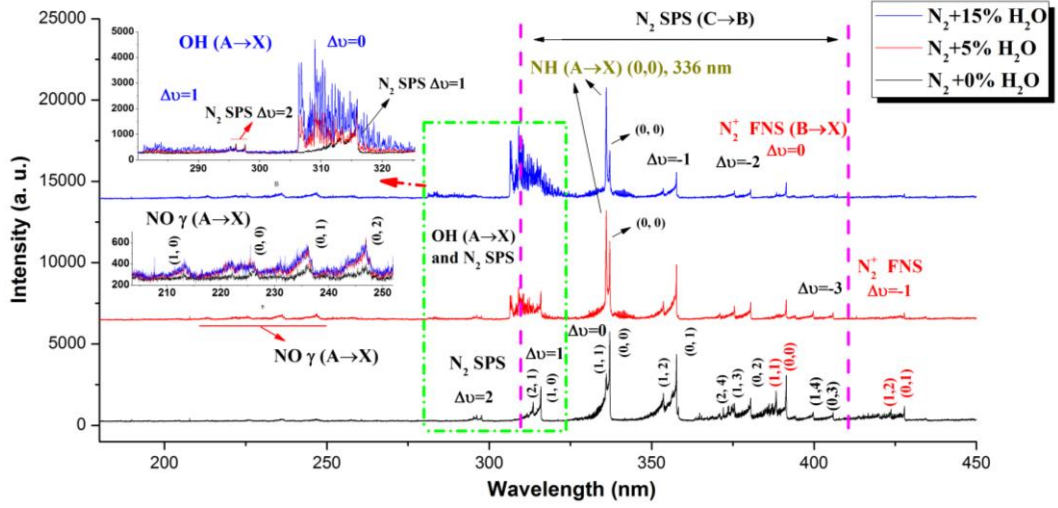 25000
20000
15000
10000
5000
0
Intensity (a. u.)
200
250
300
350
400
450
Wavelength (nm)
N₂ SPS (C→B)
N₂+15% H₂O
N₂+5% H₂O
N₂+0% H₂O
5000
4000
3000
2000
1000
0
OH (A→X)
Δυ=0
Δυ=1
N₂ SPS Δυ=2
N₂ SPS Δυ=1
290
300
310
320
NH (A→X) (0,0), 336 nm
(0, 0)
Δυ=-1
Δυ=-2
N₂⁺ FNS (B→X)
Δυ=0
NO γ (A→X)
600
400
200
(1, 0)
(0, 0)
(0, 1)
(0, 2)
210
220
230
240
250
OH (A→X)
and N₂ SPS
(0, 0)
Δυ=-3
N₂⁺ FNS
Δυ=-1
NO γ (A→X)
N₂ SPS
Δυ=2
Δυ=1
Δυ=0
(2, 1)
(1, 0)
(1, 1)
(0, 0)
(1, 2)
(0, 1)
(2, 4)
(1, 3)
(0, 2)
(1,1)
(0,0)
(1,4)
(0,3)
(1,2)
(0,1)